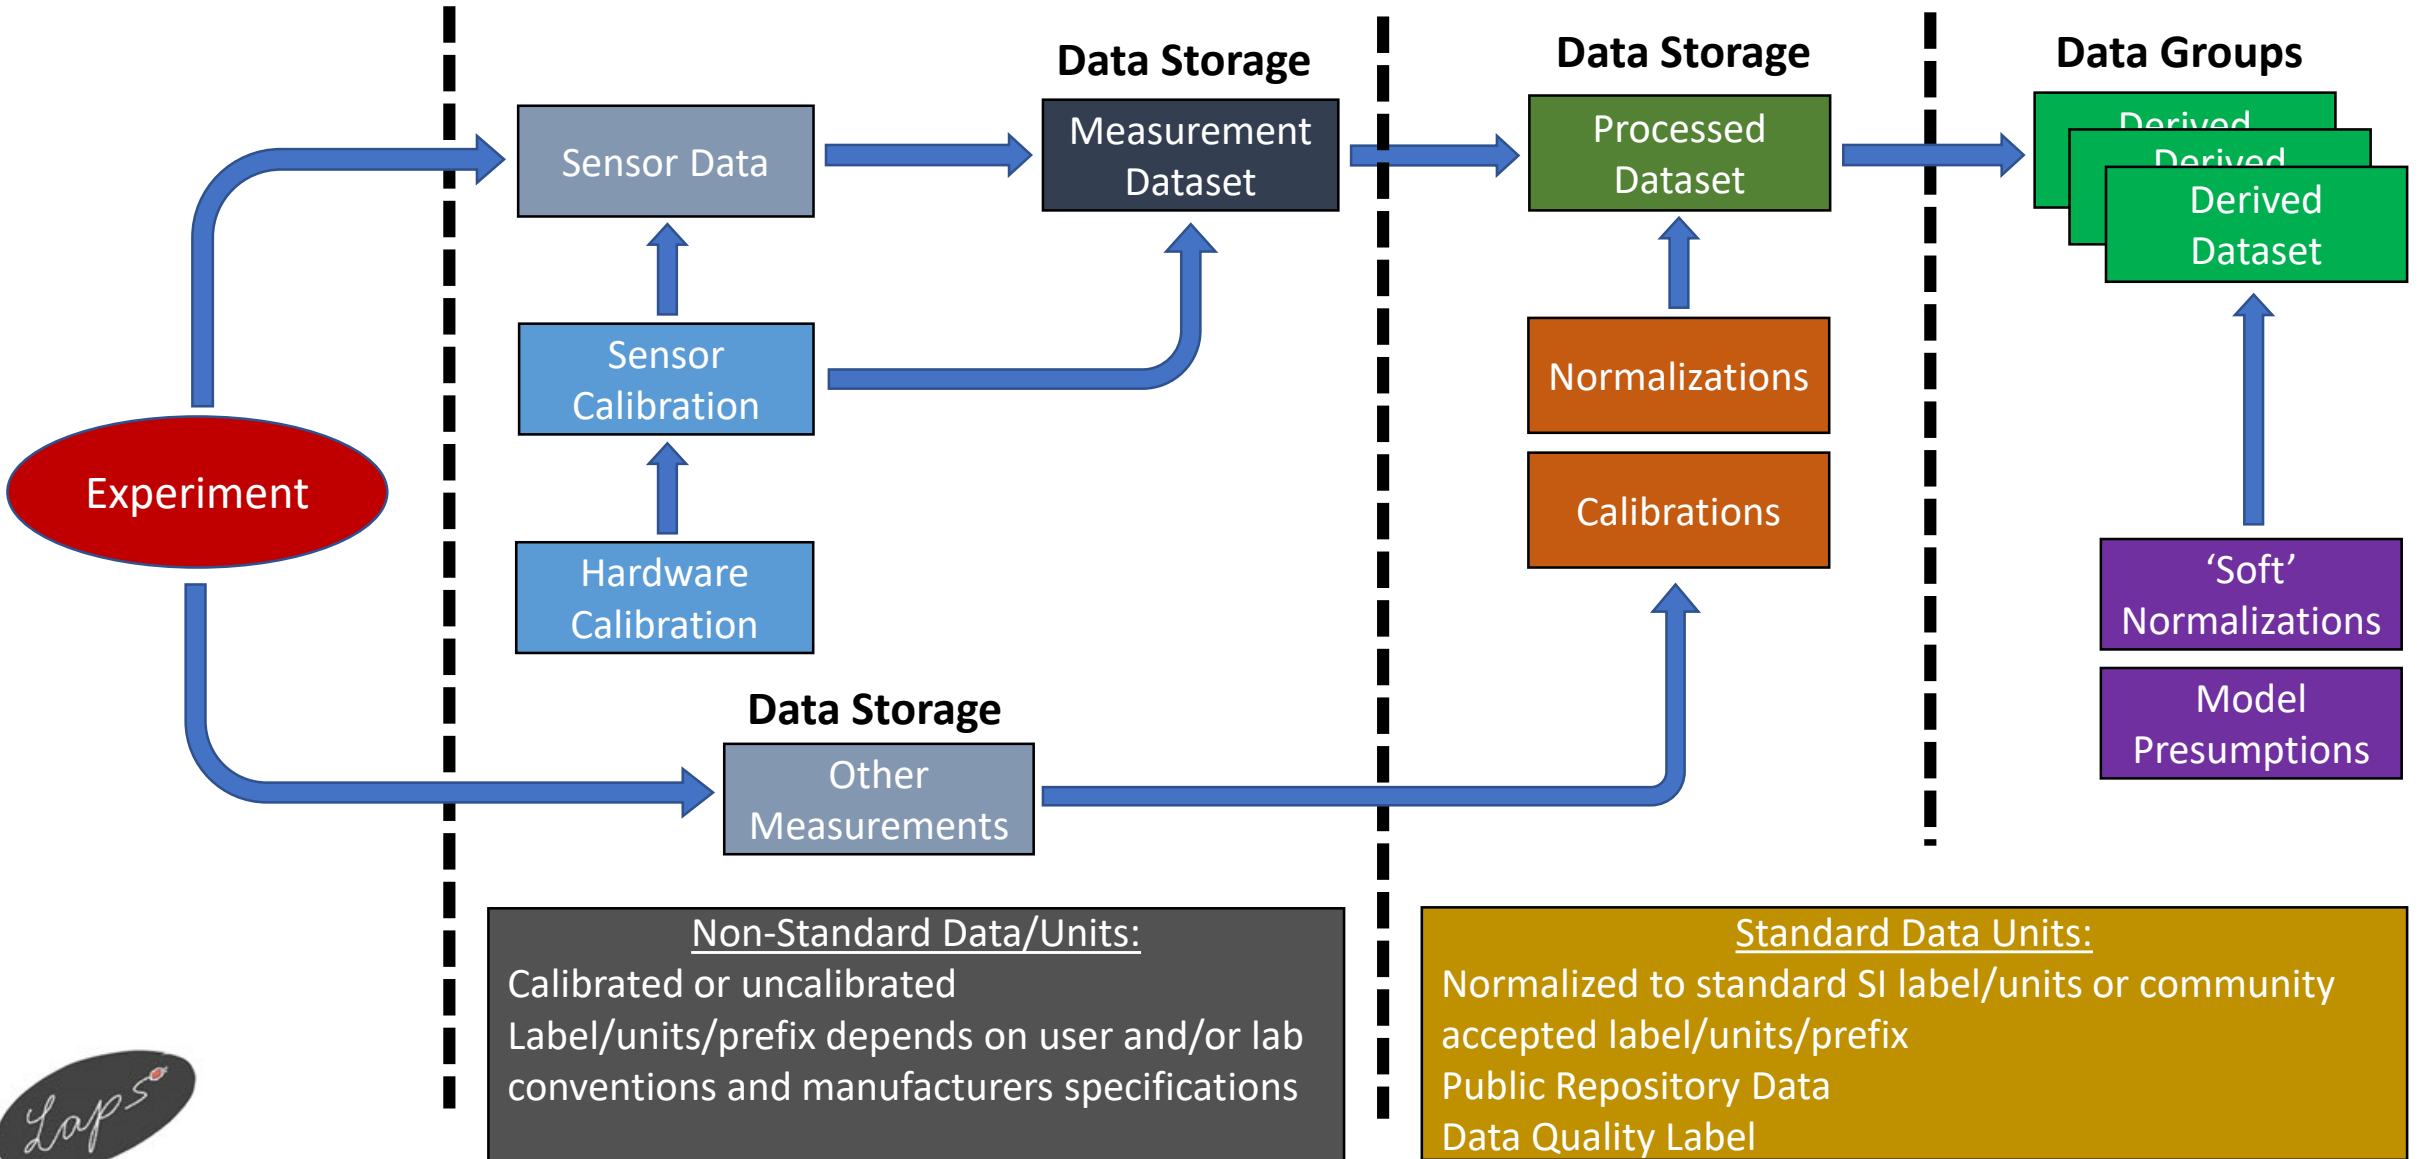 Data Storage
Data Storage
Data Groups
Sensor Data
Measurement
Dataset
Processed
Dataset
Derived
Derived
Derived
Dataset
Sensor
Calibration
Normalizations
Experiment
Calibrations
Hardware
Calibration
‘Soft’
Normalizations
Data Storage
Model
Presumptions
Other
Measurements
Non-Standard Data/Units:
Calibrated or uncalibrated
Label/units/prefix depends on user and/or lab
conventions and manufacturers specifications
Standard Data Units:
Normalized to standard SI label/units or community
accepted label/units/prefix
Public Repository Data
Data Quality Label
Laps